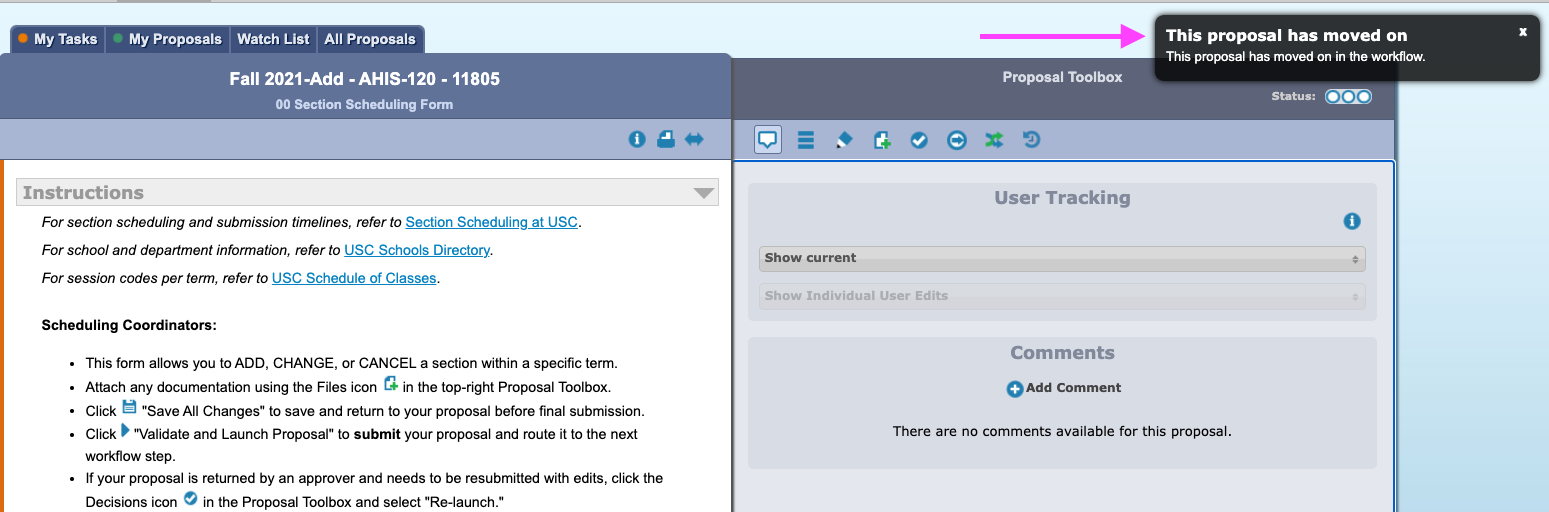 My Tasks
My Proposals
Watch List
All Proposals
This proposal has moved on
x
This proposal has moved on in the workflow.
Fall 2021-Add - AHIS-120 - 11805
00 Section Scheduling Form
Proposal Toolbox
Status:
Instructions
For section scheduling and submission timelines, refer to Section Scheduling at USC.
For school and department information, refer to USC Schools Directory.
For session codes per term, refer to USC Schedule of Classes.
Scheduling Coordinators:
• This form allows you to ADD, CHANGE, or CANCEL a section within a specific term.
• Attach any documentation using the Files icon in the top-right Proposal Toolbox.
• Click "Save All Changes" to save and return to your proposal before final submission.
• Click "Validate and Launch Proposal" to submit your proposal and route it to the next
workflow step.
• If your proposal is returned by an approver and needs to be resubmitted with edits, click the
Decisions icon in the Proposal Toolbox and select "Re-launch."
User Tracking
Show current
Show Individual User Edits
Comments
Add Comment
There are no comments available for this proposal.